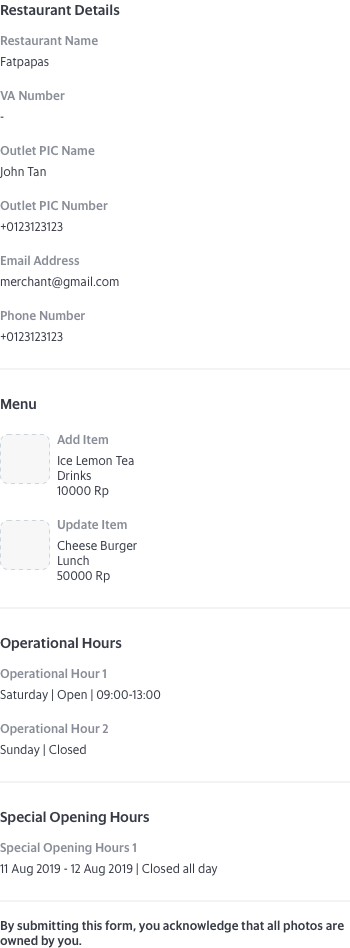 Restaurant Details
Restaurant Name
Fatpapas
VA Number
-
Outlet PIC Name
John Tan
Outlet PIC Number
+0123123123
Email Address
merchant@gmail.com
Phone Number
+0123123123
Menu
Add Item
Ice Lemon Tea
Drinks
10000 Rp
Update Item
Cheese Burger
Lunch
50000 Rp
Operational Hours
Operational Hour 1
Saturday | Open | 09:00-13:00
Operational Hour 2
Sunday | Closed
Special Opening Hours
Special Opening Hours 1
11 Aug 2019 - 12 Aug 2019 | Closed all day
By submitting this form, you acknowledge that all photos are
owned by you.